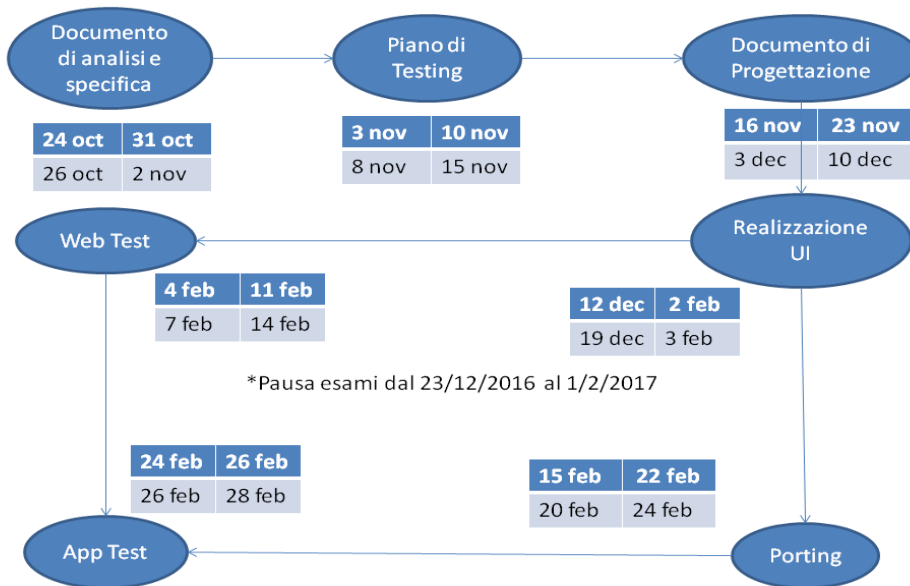 Documento
di analisi e
specifica
Piano di
Testing
Documento di
Progettazione
24 oct 31 oct
26 oct 2 nov
3 nov 10 nov
8 nov 15 nov
16 nov 23 nov
3 dec 10 dec
Web Test
Realizzazione
UI
4 feb 11 feb
7 feb 14 feb
12 dec 2 feb
19 dec 3 feb
*Pausa esami dal 23/12/2016 al 1/2/2017
24 feb 26 feb
26 feb 28 feb
15 feb 22 feb
20 feb 24 feb
App Test
Porting